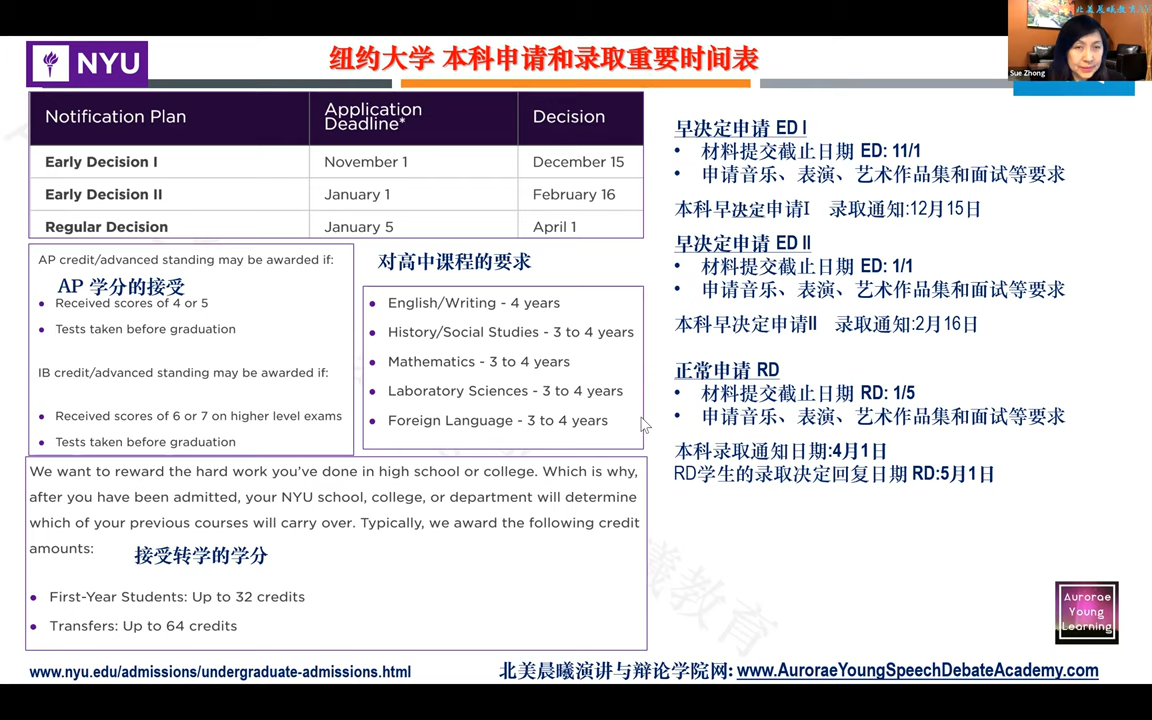 北美晨曦教育
Sue Zhong
NYU
纽约大学 本科申请和录取重要时间表
Notification Plan
Application Deadline*
Decision
Early Decision I
November 1
December 15
Early Decision II
January 1
February 16
Regular Decision
January 5
April 1
AP credit/advanced standing may be awarded if:
AP 学分的接受
Received scores of 4 or 5
Tests taken before graduation
IB credit/advanced standing may be awarded if:
Received scores of 6 or 7 on higher level exams
Tests taken before graduation
对高中课程的要求
English/Writing - 4 years
History/Social Studies - 3 to 4 years
Mathematics - 3 to 4 years
Laboratory Sciences - 3 to 4 years
Foreign Language - 3 to 4 years
We want to reward the hard work you've done in high school or college. Which is why,
after you have been admitted, your NYU school, college, or department will determine
which of your previous courses will carry over. Typically, we award the following credit
amounts:
接受转学的学分
First-Year Students: Up to 32 credits
Transfers: Up to 64 credits
早决定申请 ED I
• 材料提交截止日期 ED: 11/1
• 申请音乐、表演、艺术作品集和面试等要求
本科早决定申请I 录取通知:12月15日
早决定申请 ED II
• 材料提交截止日期 ED: 1/1
• 申请音乐、表演、艺术作品集和面试等要求
本科早决定申请II 录取通知:2月16日
正常申请 RD
• 材料提交截止日期 RD: 1/5
• 申请音乐、表演、艺术作品集和面试等要求
本科录取通知日期:4月1日
RD学生的录取决定回复日期 RD:5月1日
曦教育
Aurorae
Young
Learning
www.nyu.edu/admissions/undergraduate-admissions.html
北美晨曦演讲与辩论学院网: www.AuroraeYoungSpeechDebateAcademy.com